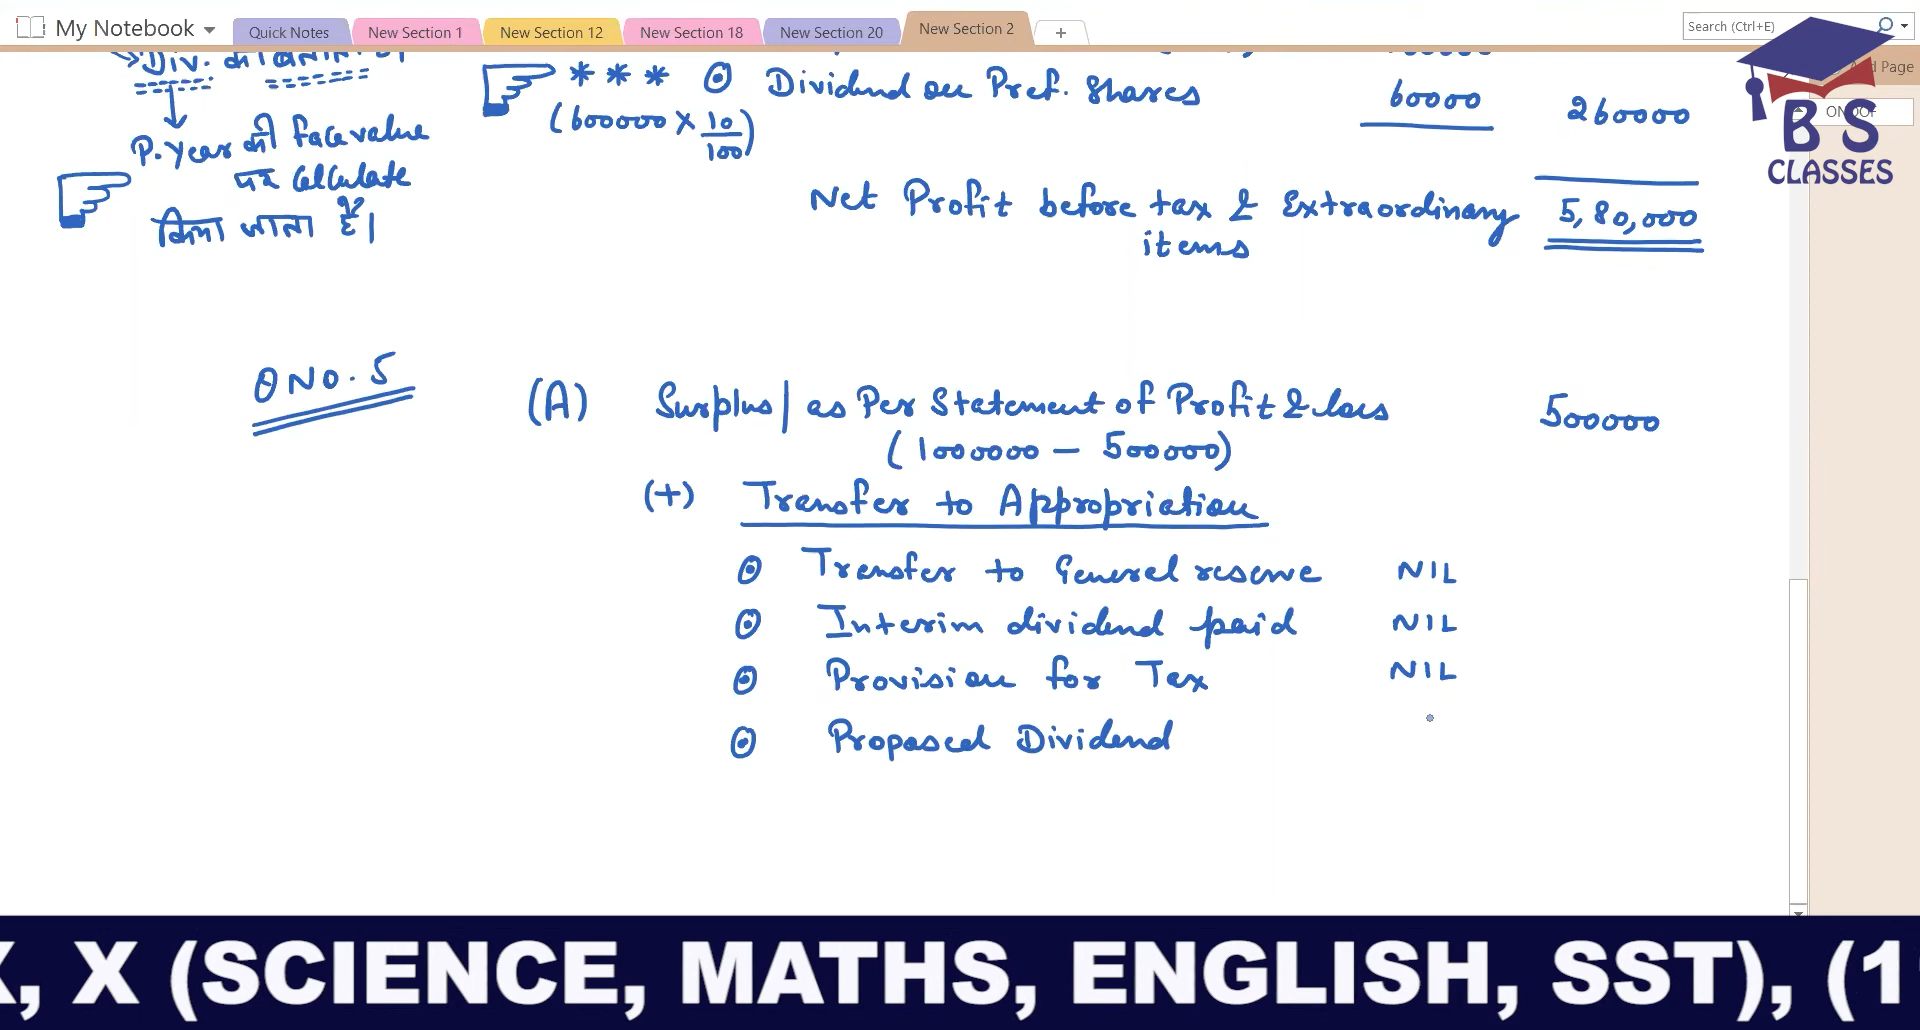 My Notebook
Quick Notes
New Section 1
New Section 12
New Section 18
New Section 20
New Section 2
+
Search (Ctrl+E)
Page
B S
CLASSES
Div. की
P. Year की face value
पर Calculate
किया जाता है।
*** ⊙ Dividend on Pref. Shares 60000 260000
(600000 × 10/100)
Net Profit before tax & Extraordinary items 5,80,000
Q NO. 5
(A) Surplus/ as Per Statement of Profit & loss 500000
(1000000 - 500000)
(+) Transfer to Appropriation
⊙ Transfer to General reserve NIL
⊙ Interim dividend paid NIL
⊙ Provision for Tax NIL
⊙ Proposed Dividend
X, X (SCIENCE, MATHS, ENGLISH, SST), (1